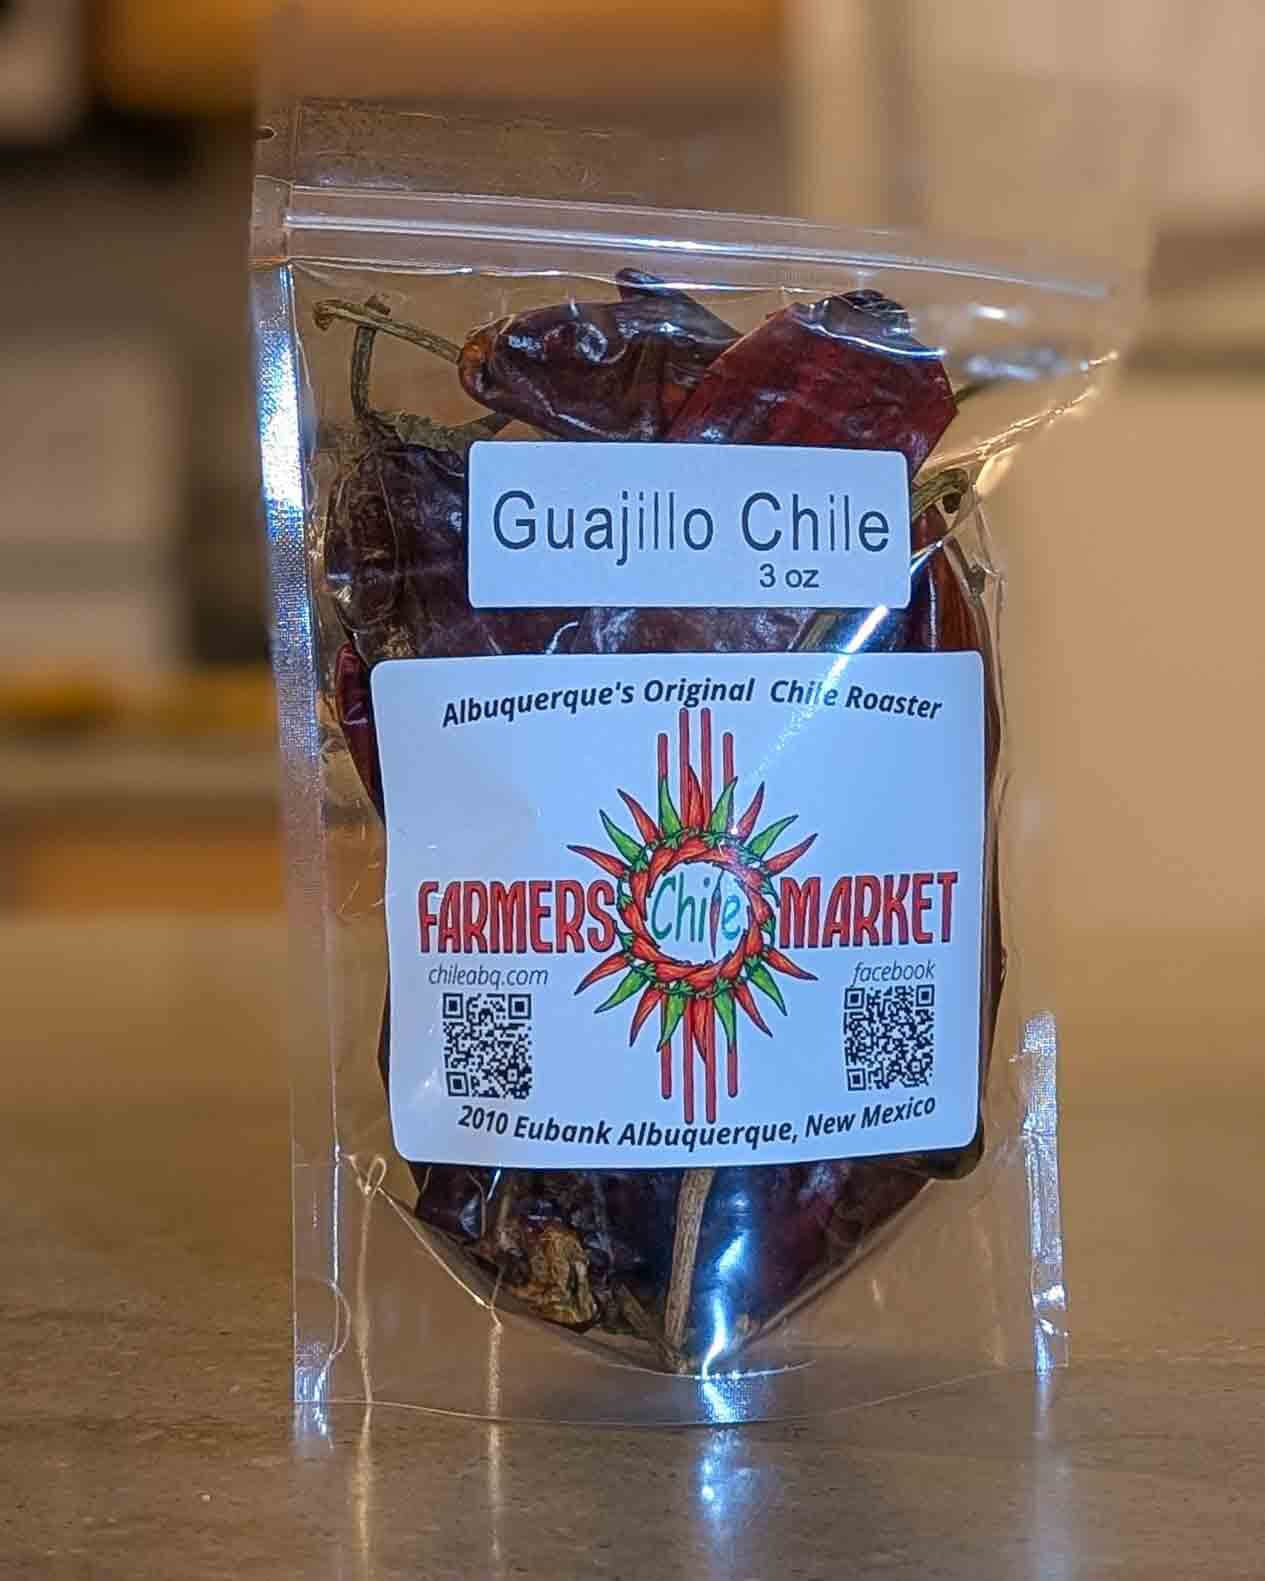 Guajillo Chile
3 oz
Albuquerque's Original Chile Roaster
FARMERS Chile MARKET
chileabq.com
facebook
2010 Eubank Albuquerque, New Mexico